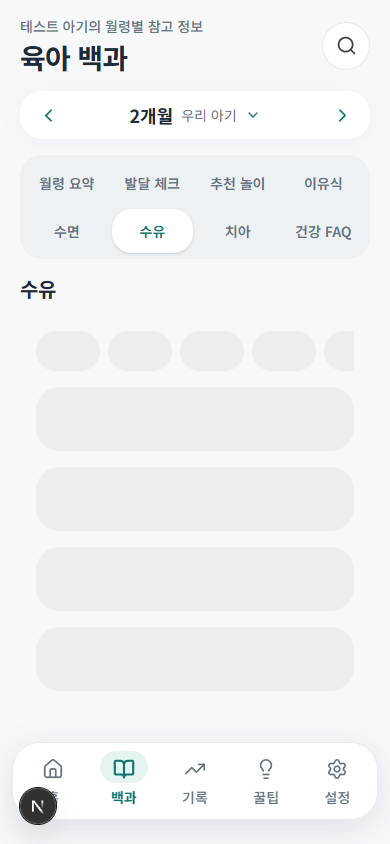 테스트 아기의 월령별 참고 정보
육아 백과
2개월 우리 아기
월령 요약 발달 체크 추천 놀이 이유식
수면 수유 치아 건강 FAQ
수유
백과 기록 꿀팁 설정
N